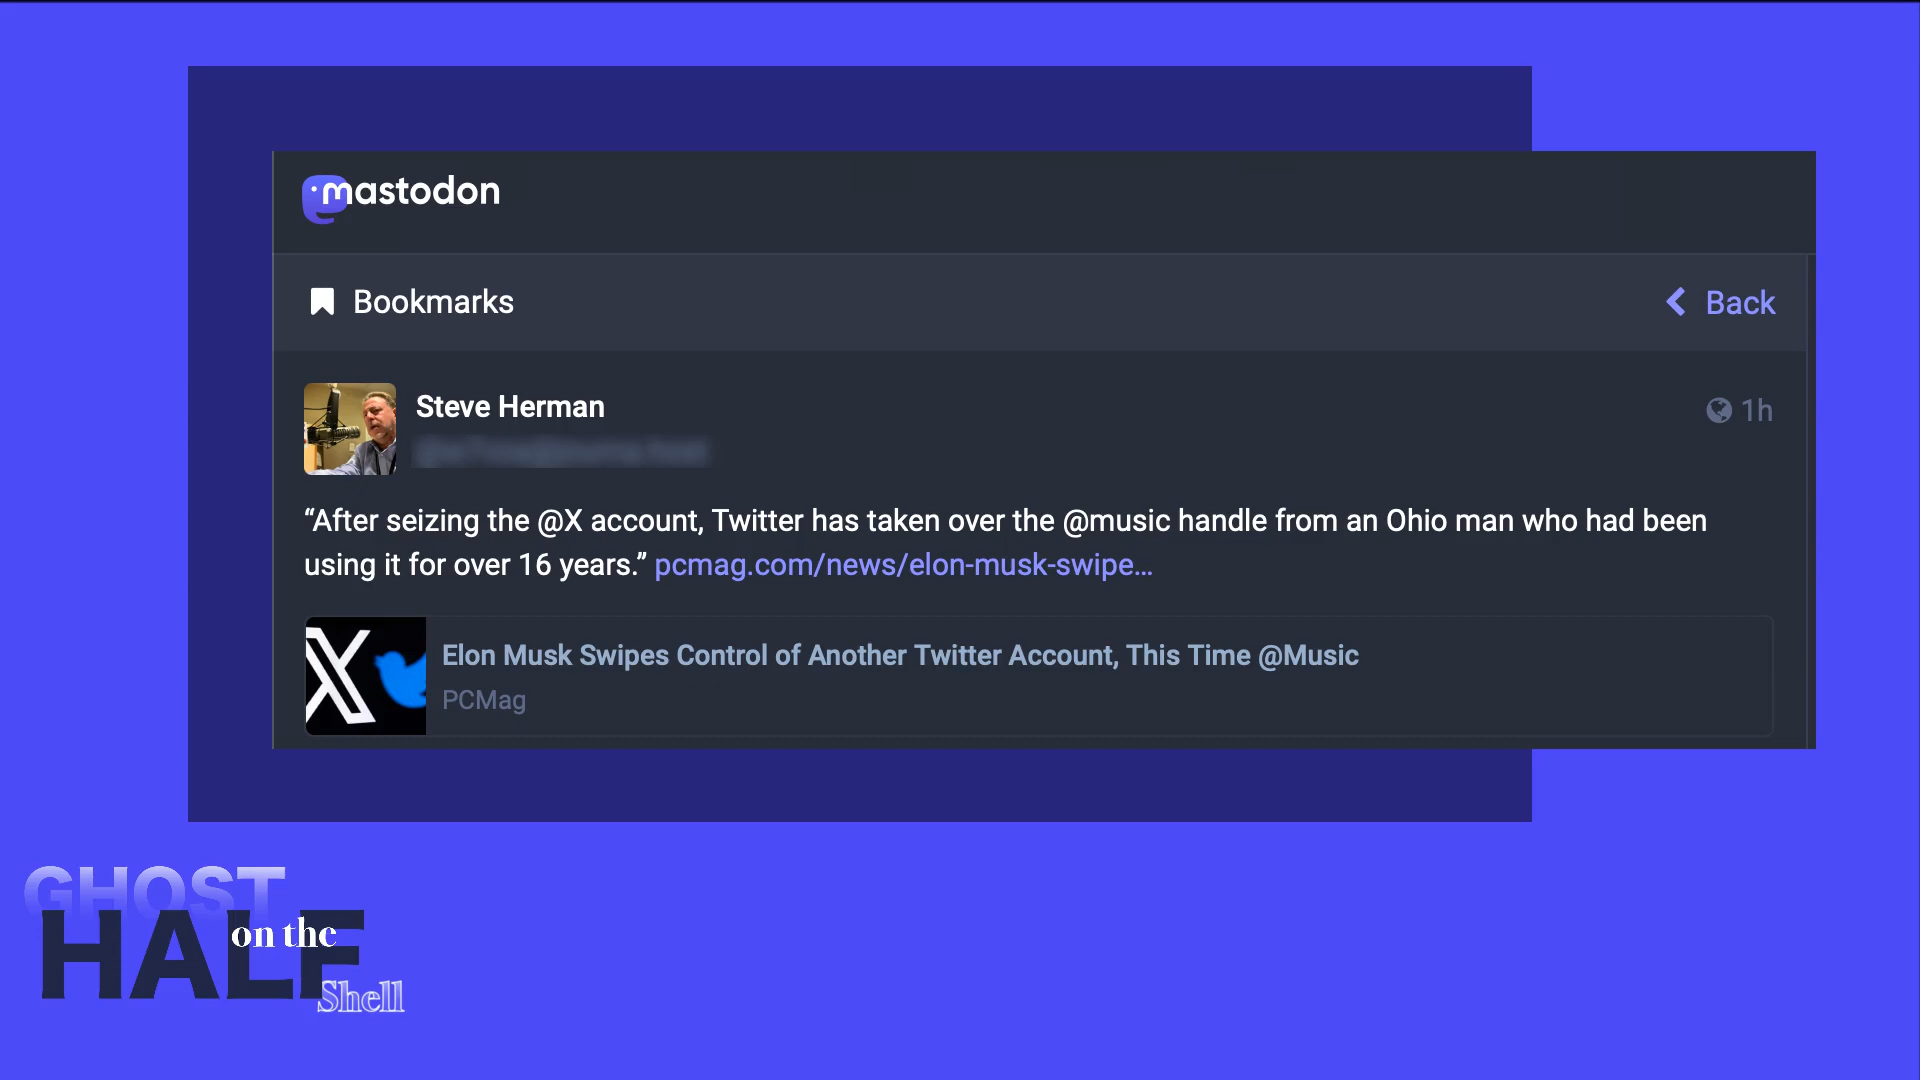 mastodon
Bookmarks
Back
Steve Herman
1h
“After seizing the @X account, Twitter has taken over the @music handle from an Ohio man who had been
using it for over 16 years.” pcmag.com/news/elon-musk-swipe...
Elon Musk Swipes Control of Another Twitter Account, This Time @Music
PCMag
GHOST
HALF
on the
Shell